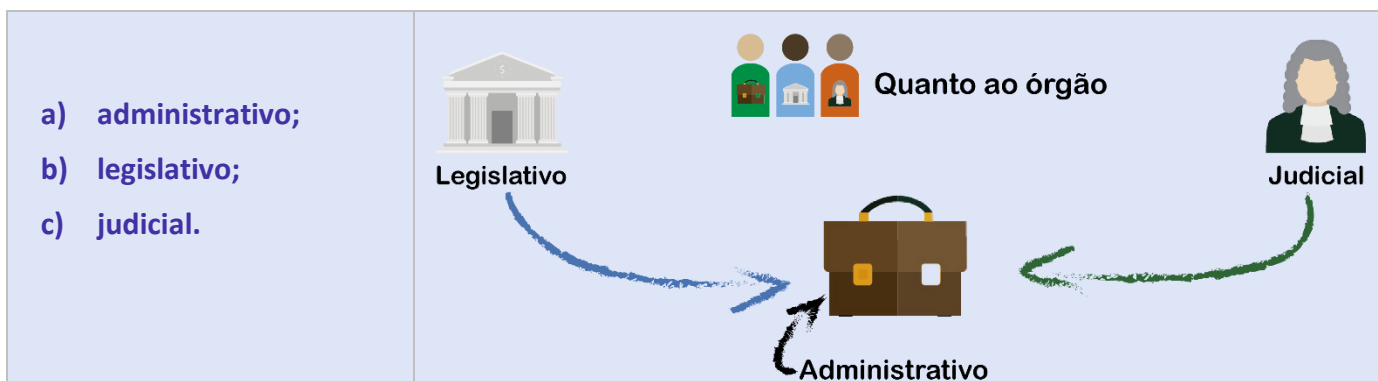 a) administrativo;
b) legislativo;
c) judicial.
Quanto ao órgão
$
Legislativo
Judicial
Administrativo